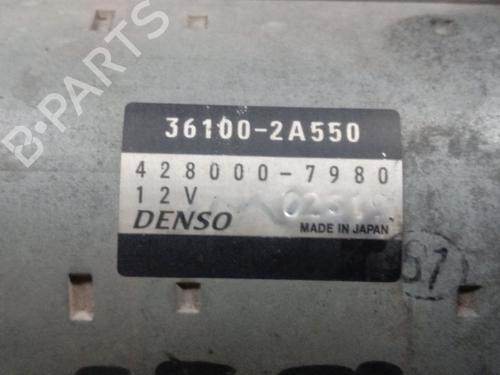 B-PARTS
36100-2A550
428000-7980
12V
DENSO
MADE IN JAPAN